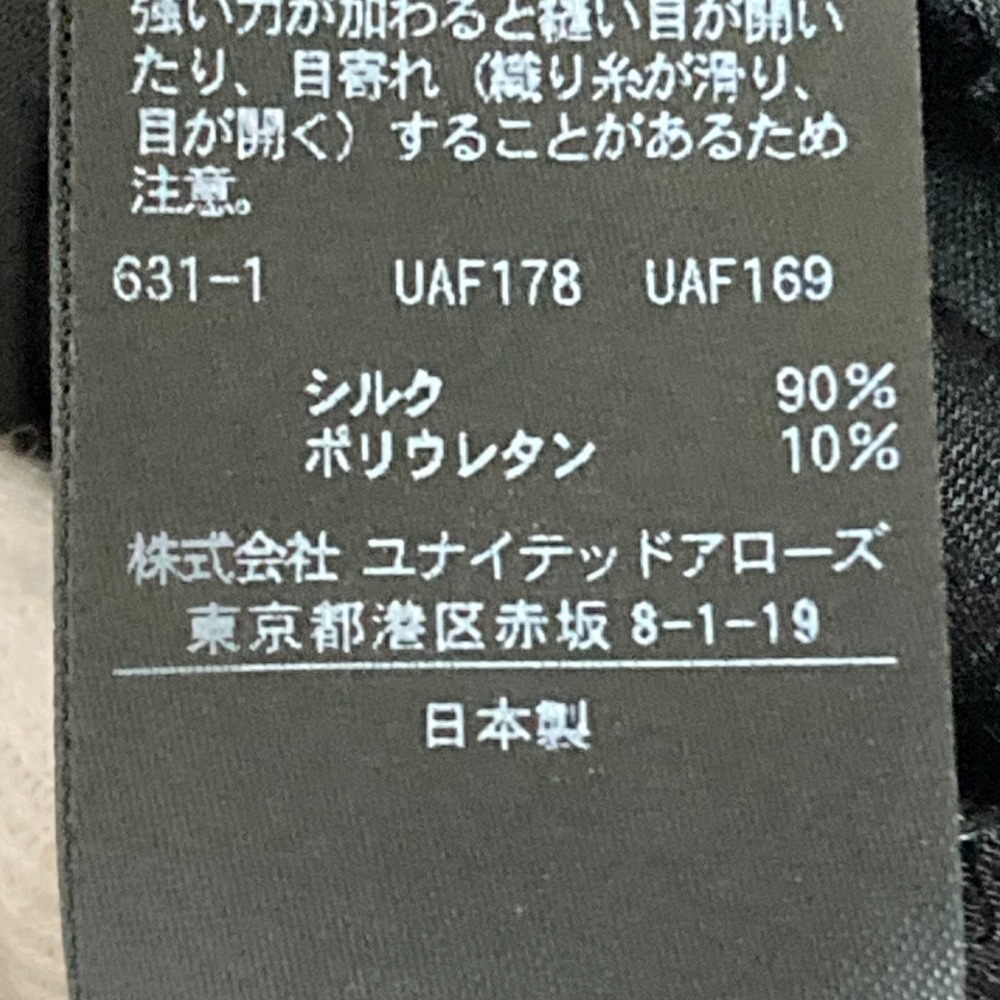 強い力が加わると縫い目が開い
たり、目寄れ（織り糸が滑り、
目が開く）することがあるため
注意。
631-1 UAF178 UAF169
シルク 90%
ポリウレタン 10%
株式会社 ユナイテッドアローズ
東京都港区赤坂 8-1-19
日本製